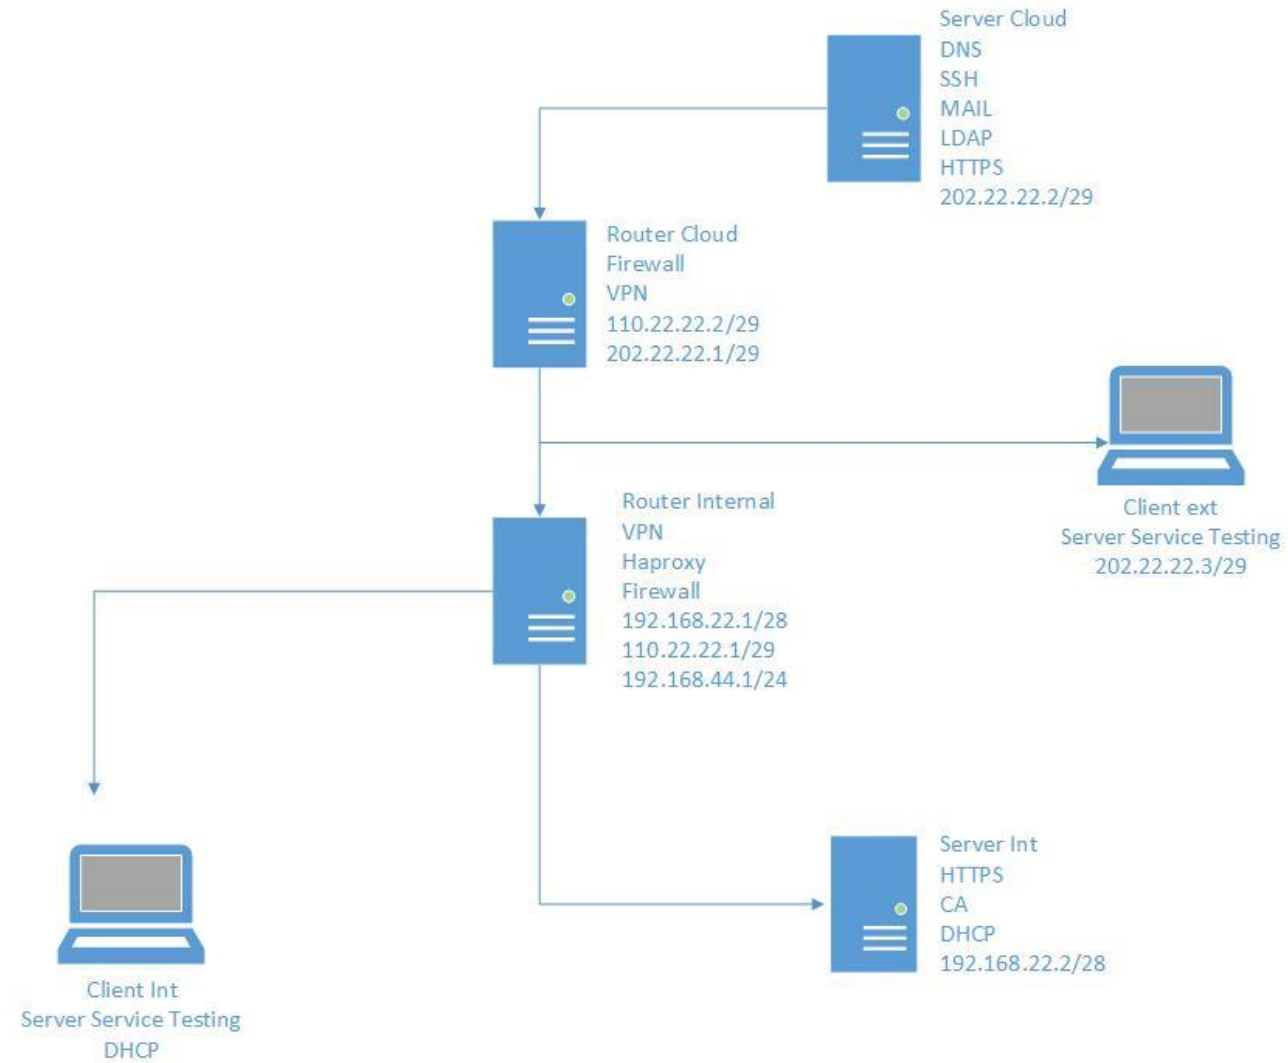 Server Cloud
DNS
SSH
MAIL
LDAP
HTTPS
202.22.22.2/29
Router Cloud
Firewall
VPN
110.22.22.2/29
202.22.22.1/29
Client ext
Server Service Testing
202.22.22.3/29
Router Internal
VPN
Haproxy
Firewall
192.168.22.1/28
110.22.22.1/29
192.168.44.1/24
Server Int
HTTPS
CA
DHCP
192.168.22.2/28
Client Int
Server Service Testing
DHCP